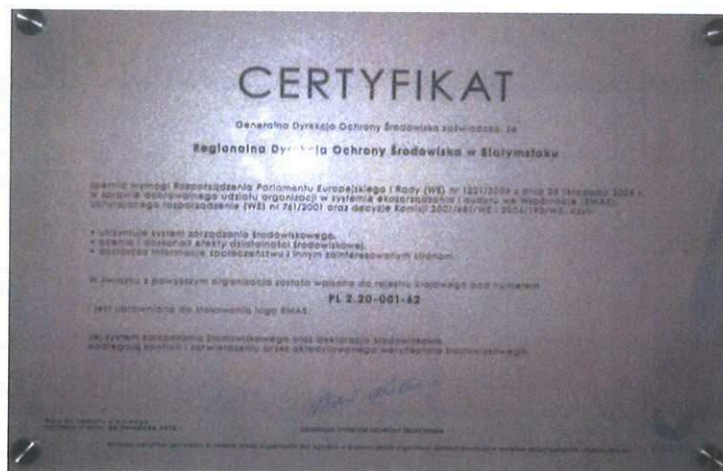 CERTYFIKAT
Generalna Dyrekcja Ochrony Środowiska zaświadcza, że
Regionalna Dyrekcja Ochrony Środowiska w Białymstoku
spełnia wymogi Rozporządzenia Parlamentu Europejskiego i Rady (WE) nr 1221/2009 z dnia 25 listopada 2009 r.
w sprawie dobrowolnego udziału organizacji w systemie ekozarządzania i audytu we Wspólnocie (EMAS),
uchylającego rozporządzenie (WE) nr 761/2001 oraz decyzje Komisji 2001/681/WE i 2006/193/WE, czyli:
• utrzymuje system zarządzania środowiskowego,
• ocenia i doskonali efekty działalności środowiskowej,
• dostarcza informacje społeczeństwu i innym zainteresowanym stronom.
W związku z powyższym organizacja została wpisana do rejestru krajowego pod numerem
PL 2.20-001-62
i jest uprawniona do stosowania logo EMAS.
Jej system zarządzania środowiskowego oraz deklaracja środowiskowa
podlegają kontroli i zatwierdzeniu przez akredytowanego weryfikatora środowiskowego.
GENERALNY DYREKTOR OCHRONY ŚRODOWISKA